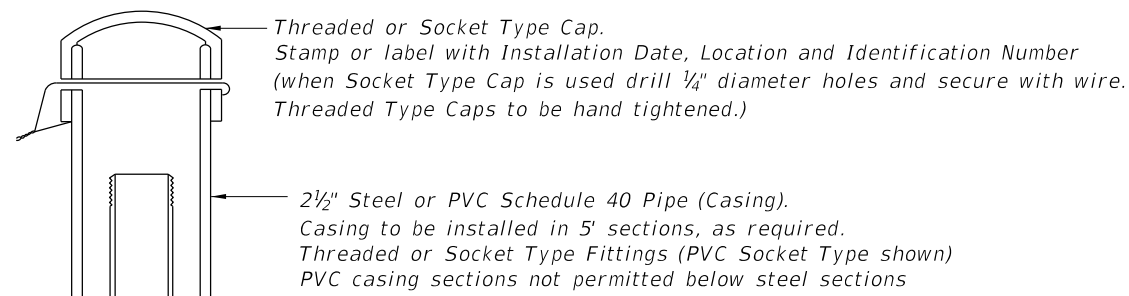 Threaded or Socket Type Cap.
Stamp or label with Installation Date, Location and Identification Number
(when Socket Type Cap is used drill ¼" diameter holes and secure with wire.
Threaded Type Caps to be hand tightened.)
2½" Steel or PVC Schedule 40 Pipe (Casing).
Casing to be installed in 5' sections, as required.
Threaded or Socket Type Fittings (PVC Socket Type shown)
PVC casing sections not permitted below steel sections